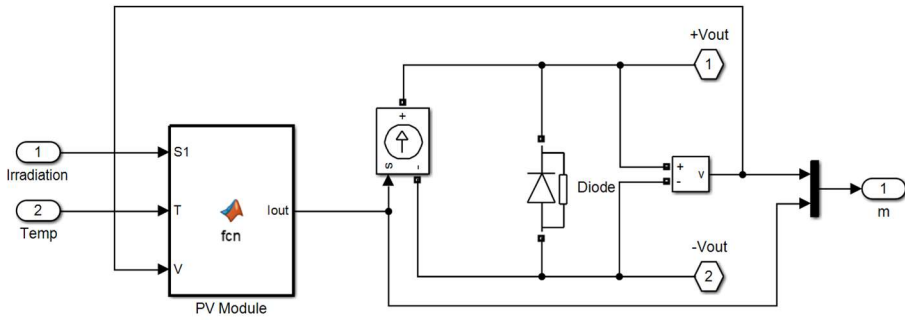 +Vout
1
+
s
-
1
Irradiation
S1
2
Temp
T
Iout
fcn
V
PV Module
Diode
+
-
v
1
m
-Vout
2